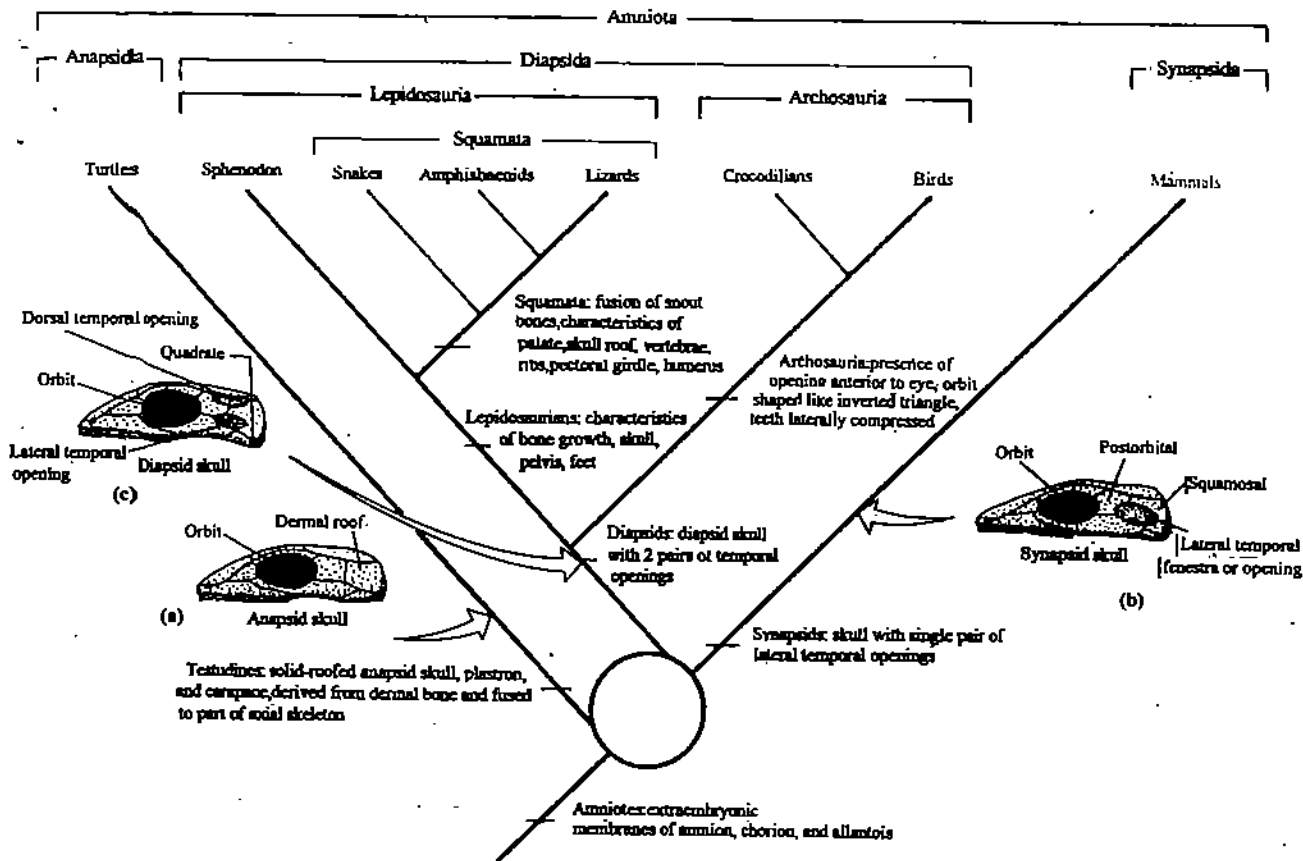 Amniota
Anapsida
Diapsida
Synapsida
Lepidosauria
Archosauria
Squamata
Turtles
Sphenodon
Snakes
Amphisbaenids
Lizards
Crocodilians
Birds
Mammals
Squamata: fusion of snout
bones, characteristics of
palate, skull roof, vertebrae,
ribs, pectoral girdle, humerus
Dorsal temporal opening
Quadrate
Orbit
Lateral temporal
opening
Diapsid skull
(c)
Archosauria: presence of
opening anterior to eye, orbit
shaped like inverted triangle,
teeth laterally compressed
Lepidosaurians: characteristics
of bone growth, skull,
pelvis, feet
Orbit
Postorbital
Squamosal
Synapsid skull
Lateral temporal
fenestra or opening
(b)
Orbit
Dermal roof
(a)
Anapsid skull
Diapsids: diapsid skull
with 2 pairs of temporal
openings
Synapsids: skull with single pair of
lateral temporal openings
Testudines: solid-roofed anapsid skull, plastron,
and carapace, derived from dermal bone and fused
to part of axial skeleton
Amniotes: extraembryonic
membranes of amnion, chorion, and allantois